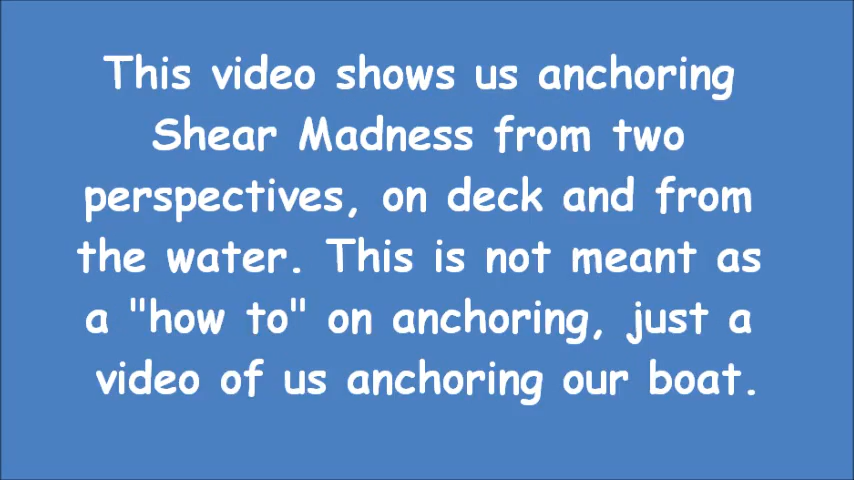 This video shows us anchoring
Shear Madness from two
perspectives, on deck and from
the water. This is not meant as
a "how to" on anchoring, just a
video of us anchoring our boat.